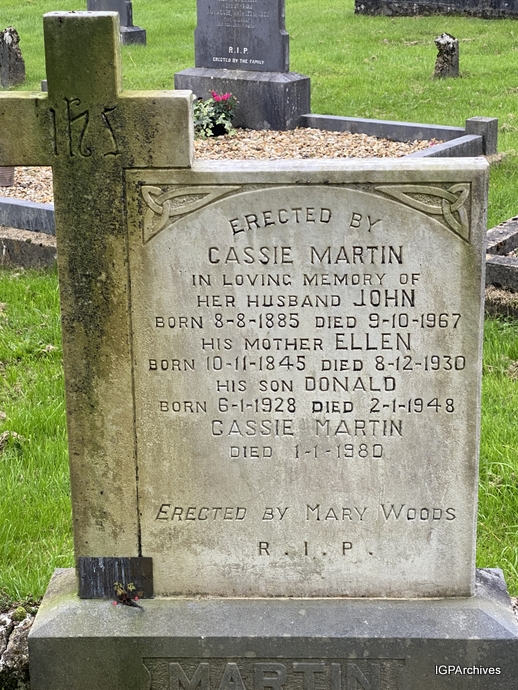 R.I.P.
ERECTED BY THE FAMILY
IHS
ERECTED BY
CASSIE MARTIN
IN LOVING MEMORY OF
HER HUSBAND JOHN
BORN 8-8-1885 DIED 9-10-1967
HIS MOTHER ELLEN
BORN 10-11-1845 DIED 8-12-1930
HIS SON DONALD
BORN 6-1-1928 DIED 2-1-1948
CASSIE MARTIN
DIED 1-1-1980
ERECTED BY MARY WOODS
R.I.P.
MARTIN
IGPArchives